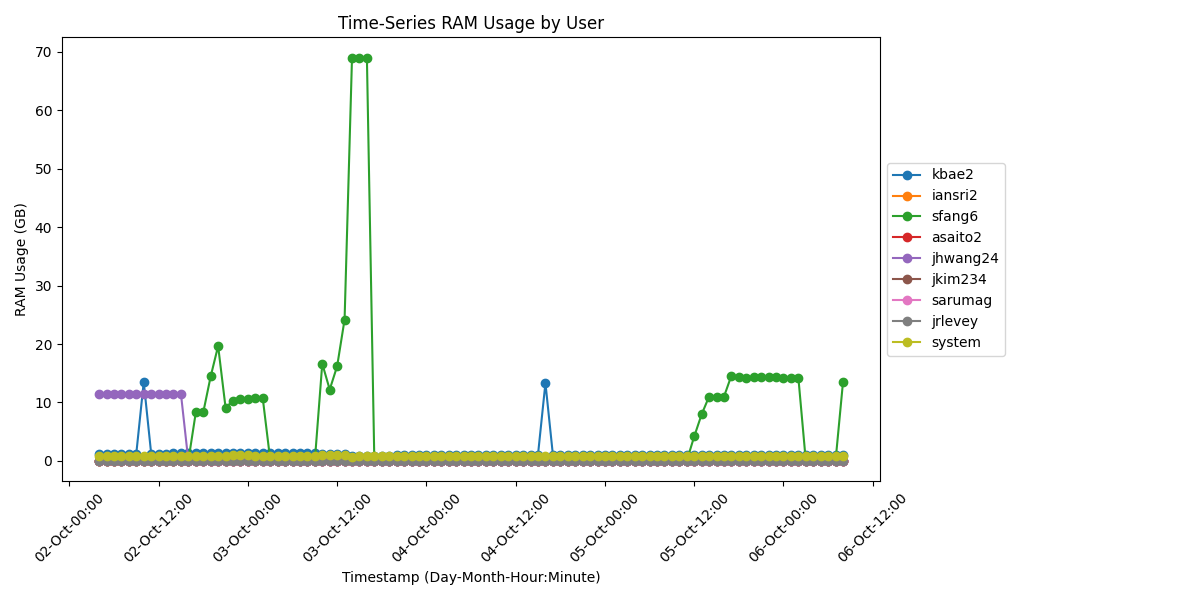 Time-Series RAM Usage by User
70
60
50
40
30
20
10
0
RAM Usage (GB)
02-Oct-00:00
02-Oct-12:00
03-Oct-00:00
03-Oct-12:00
04-Oct-00:00
04-Oct-12:00
05-Oct-00:00
05-Oct-12:00
06-Oct-00:00
06-Oct-12:00
Timestamp (Day-Month-Hour:Minute)
kbae2
iansri2
sfang6
asaito2
jhwang24
jkim234
sarumag
jrlevey
system